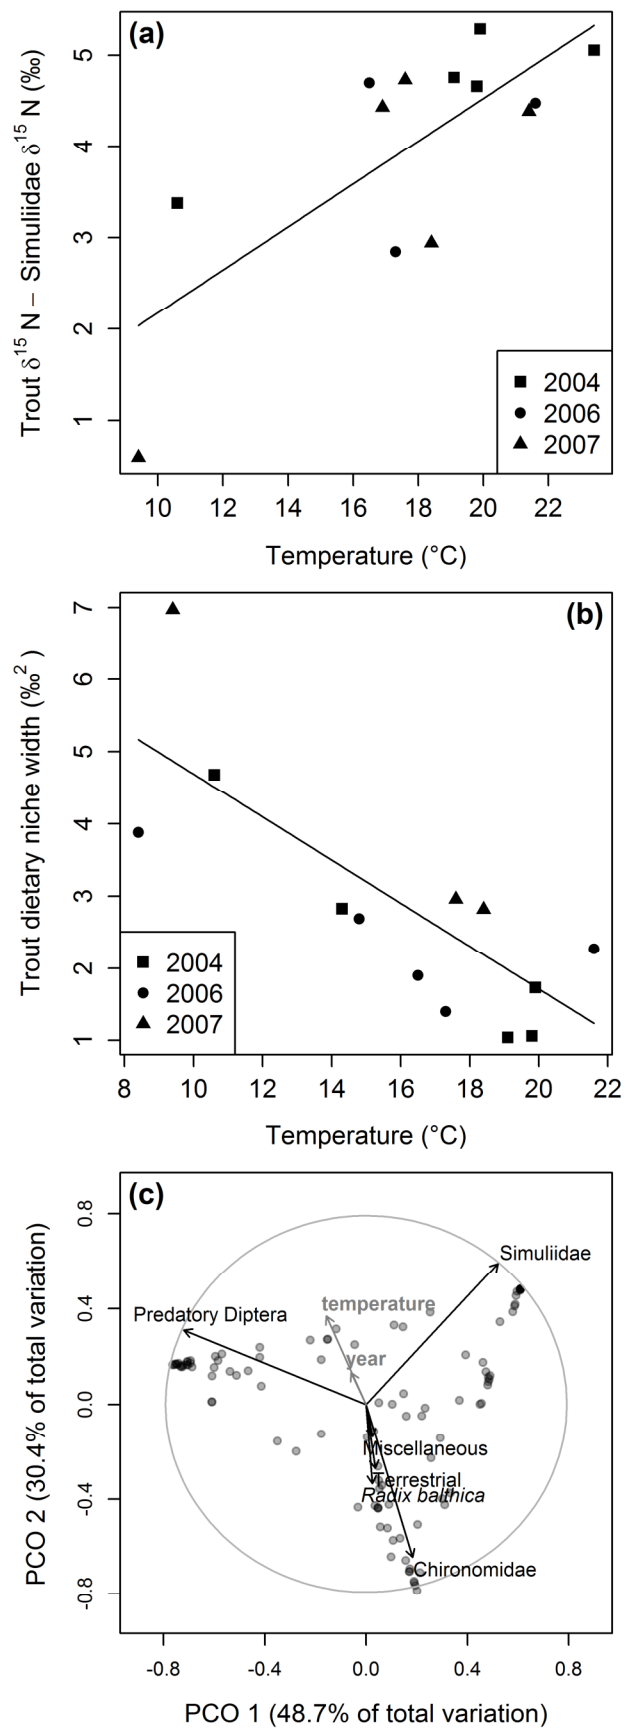 (a)
Trout δ¹⁵ N − Simuliidae δ¹⁵ N (‰)
5
4
3
2
1
2004
2006
2007
10 12 14 16 18 20 22
Temperature (°C)
(b)
Trout dietary niche width (‰²)
7
6
5
4
3
2
1
2004
2006
2007
8 10 12 14 16 18 20 22
Temperature (°C)
(c)
PCO 2 (30.4% of total variation)
0.8
0.4
0.0
-0.4
-0.8
Simuliidae
temperature
Predatory Diptera
year
Miscellaneous
Terrestrial
Radix balthica
Chironomidae
-0.8 -0.4 0.0 0.4 0.8
PCO 1 (48.7% of total variation)